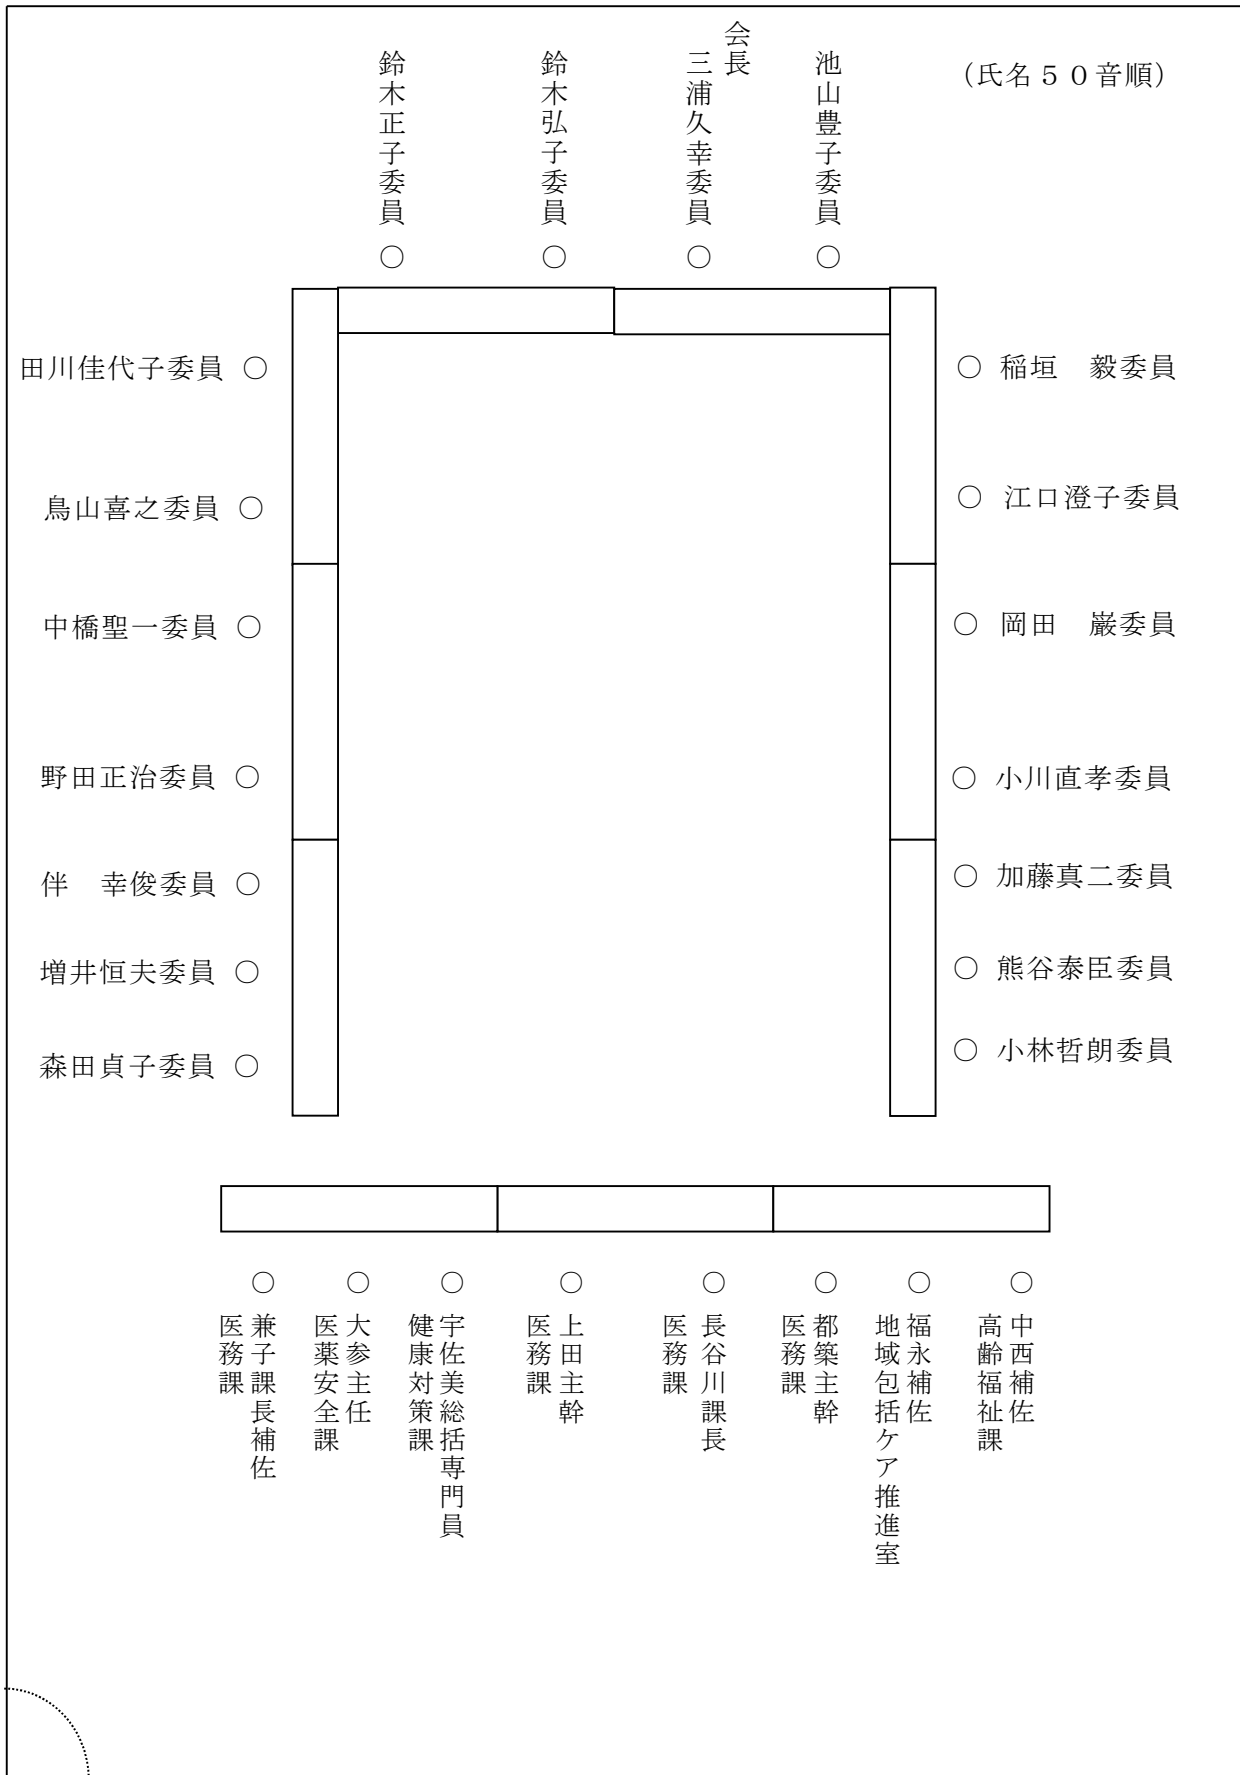 (氏名５０音順)
会長
池山豊子委員 ○
三浦久幸委員 ○
鈴木弘子委員 ○
鈴木正子委員 ○
田川佳代子委員 ○
鳥山喜之委員 ○
中橋聖一委員 ○
野田正治委員 ○
伴　幸俊委員 ○
増井恒夫委員 ○
森田貞子委員 ○
○ 稲垣　毅委員
○ 江口澄子委員
○ 岡田　巌委員
○ 小川直孝委員
○ 加藤真二委員
○ 熊谷泰臣委員
○ 小林哲朗委員
○ 中西補佐
高齢福祉課
○ 福永補佐
地域包括ケア推進室
○ 都築主幹
医務課
○ 長谷川課長
医務課
○ 上田主幹
医務課
○ 宇佐美総括専門員
健康対策課
○ 大参主任
医薬安全課
○ 兼子課長補佐
医務課